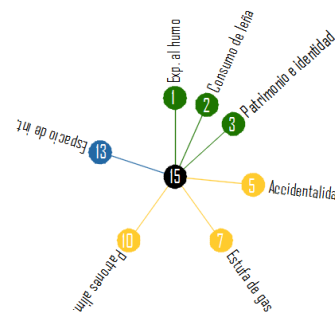 1 Exp. al humo
2 Consumo de leña
3 Patrimonio e identidad
5 Accidentalida
7 Estufa de gas
10 Patrones alim.
13 Espacio de int.
15